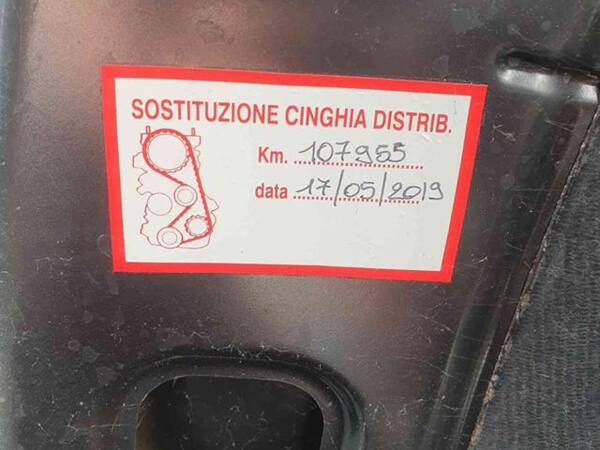 SOSTITUZIONE CINGHIA DISTRIB.
Km. 107955
data 17/05/2019